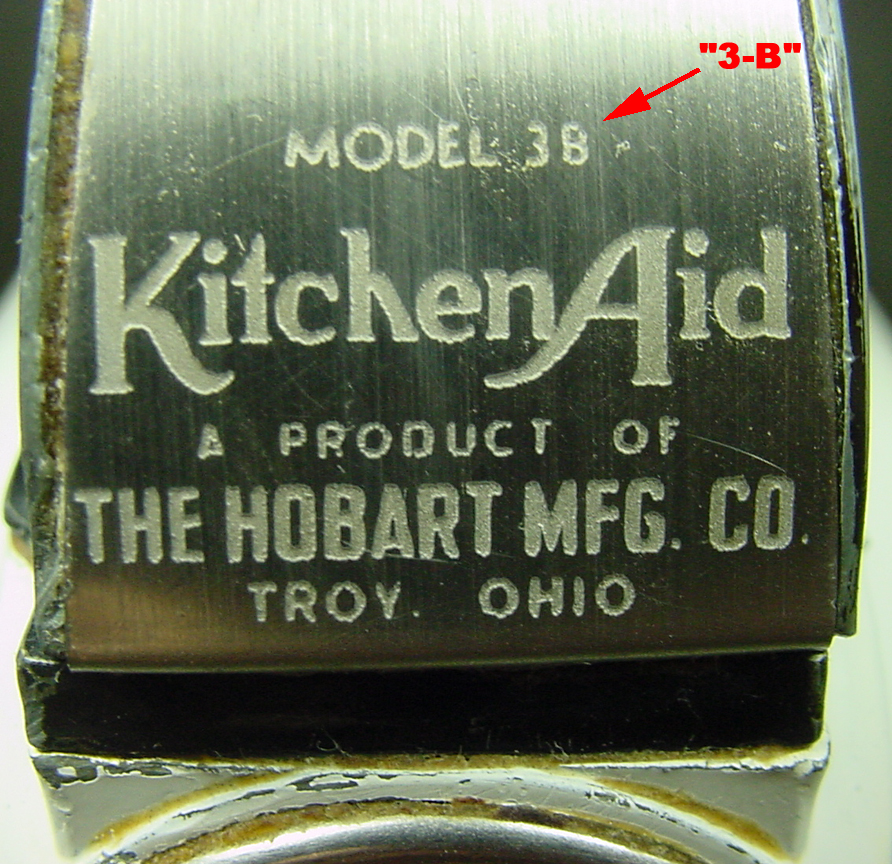 "3-B"
MODEL 3B
KitchenAid
A PRODUCT OF
THE HOBART MFG. CO.
TROY. OHIO